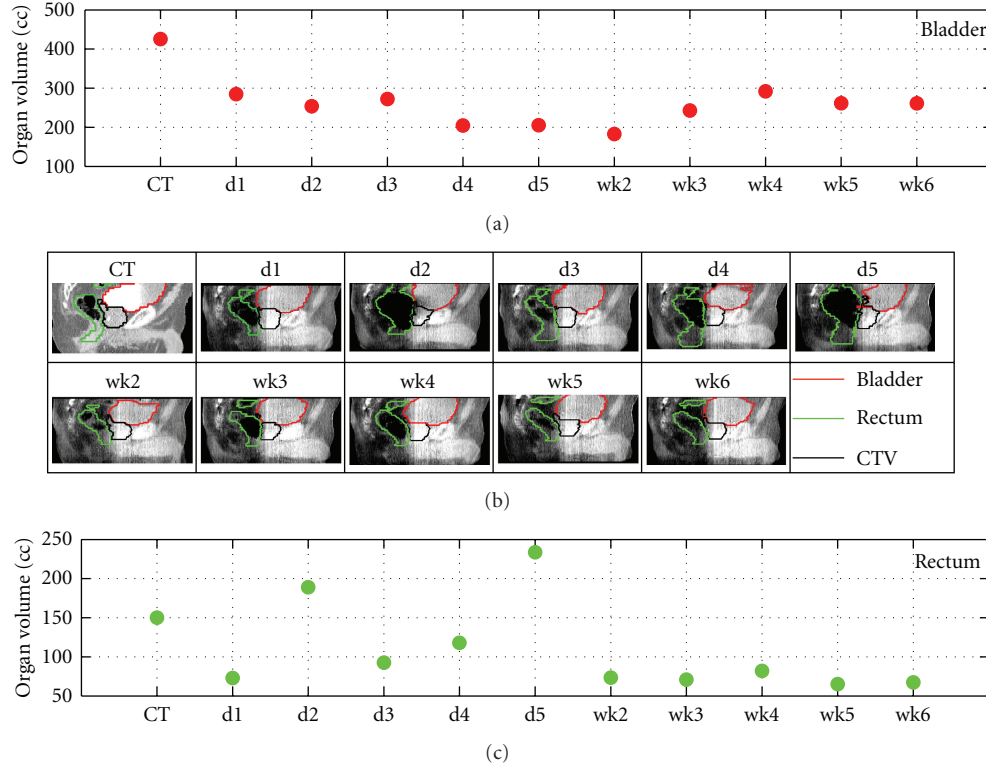 500
400
300
200
100
Organ volume (cc)
Bladder
CT d1 d2 d3 d4 d5 wk2 wk3 wk4 wk5 wk6
(a)
CT d1 d2 d3 d4 d5
wk2 wk3 wk4 wk5 wk6
Bladder
Rectum
CTV
(b)
250
200
150
100
50
Organ volume (cc)
Rectum
CT d1 d2 d3 d4 d5 wk2 wk3 wk4 wk5 wk6
(c)